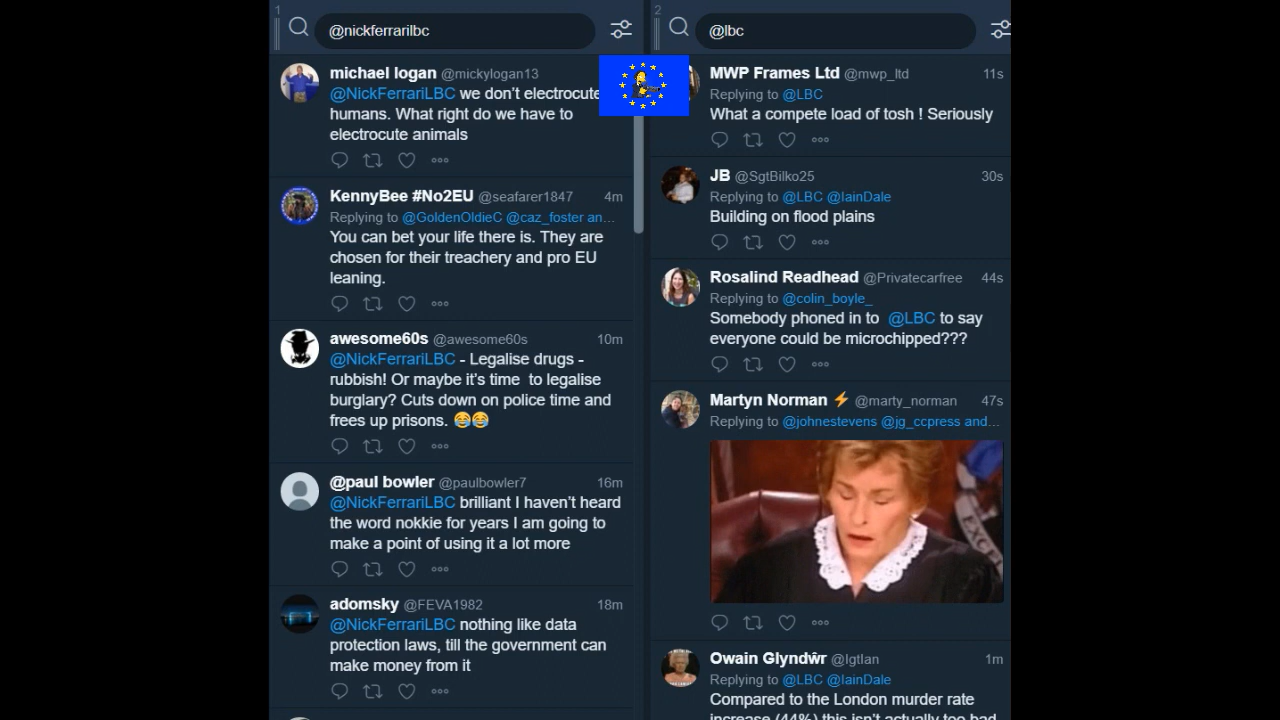 1
@nickferrarilbc
michael logan @mickylogan13
@NickFerrariLBC we don't electrocute
humans. What right do we have to
electrocute animals
KennyBee #No2EU @seafarer1847 4m
Replying to @GoldenOldieC @caz_foster an...
You can bet your life there is. They are
chosen for their treachery and pro EU
leaning.
awesome60s @awesome60s 10m
@NickFerrariLBC - Legalise drugs -
rubbish! Or maybe it's time to legalise
burglary? Cuts down on police time and
frees up prisons. 😂😂
@paul bowler @paulbowler7 16m
@NickFerrariLBC brilliant I haven't heard
the word nokkie for years I am going to
make a point of using it a lot more
adomsky @FEVA1982 18m
@NickFerrariLBC nothing like data
protection laws, till the government can
make money from it
2
@lbc
MWP Frames Ltd @mwp_ltd 11s
Replying to @LBC
What a compete load of tosh ! Seriously
JB @SgtBilko25 30s
Replying to @LBC @IainDale
Building on flood plains
Rosalind Readhead @Privatecarfree 44s
Replying to @colin_boyle_
Somebody phoned in to @LBC to say
everyone could be microchipped???
Martyn Norman ⚡ @marty_norman 47s
Replying to @johnestevens @jg_ccpress and...
EXC
Owain Glyndŵr @lgtlan 1m
Replying to @LBC @IainDale
Compared to the London murder rate
increase (44%) this isn't actually too bad